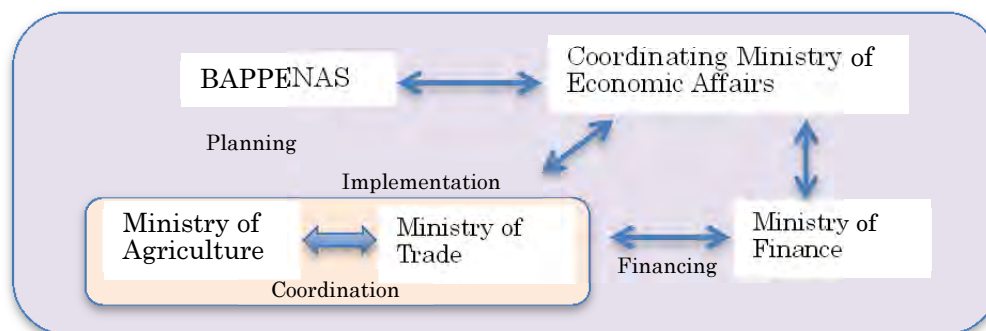 BAPPENAS
Coordinating Ministry of
Economic Affairs
Planning
Implementation
Ministry of
Agriculture
Ministry of
Trade
Coordination
Financing
Ministry of
Finance